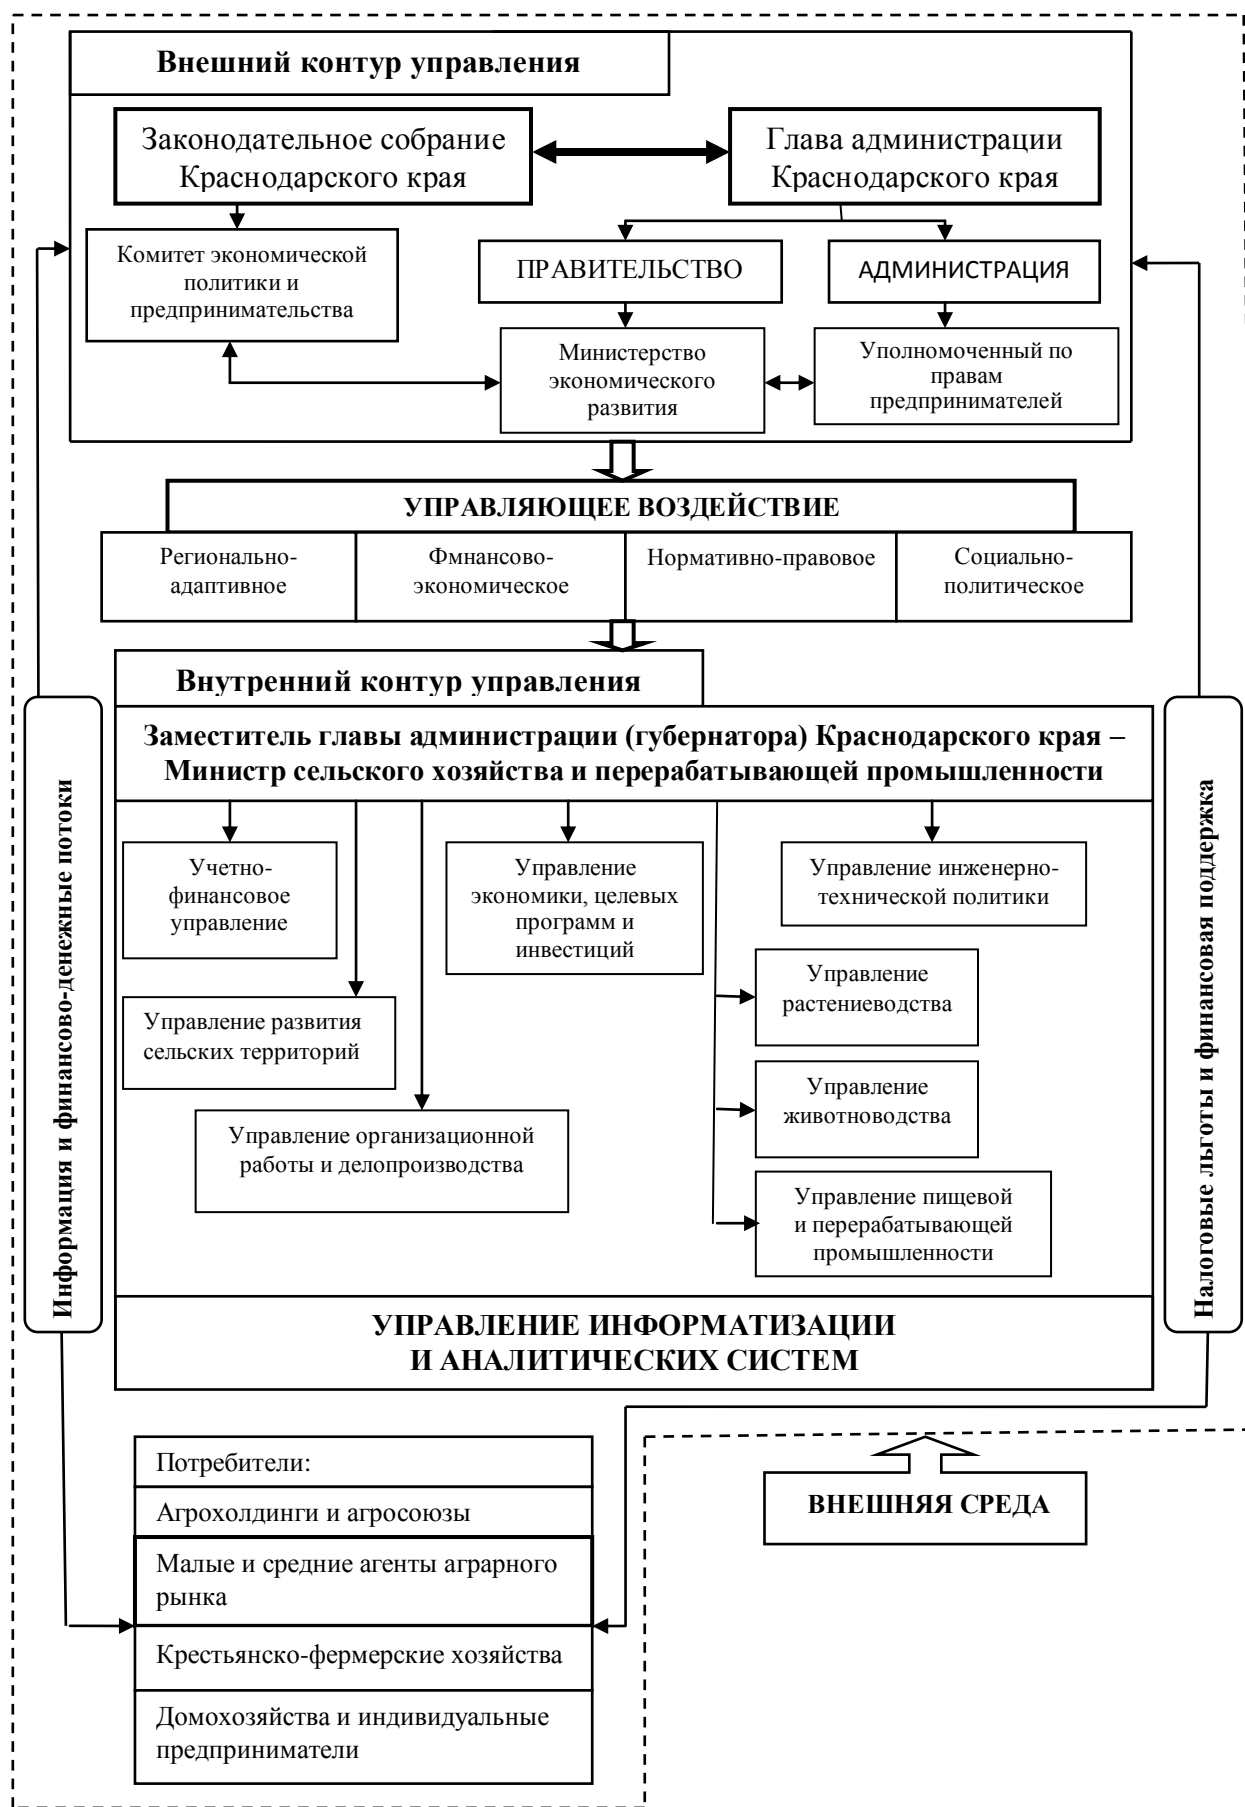 Внешний контур управления
Законодательное собрание
Краснодарского края
Глава администрации
Краснодарского края
Комитет экономической
политики и
предпринимательства
ПРАВИТЕЛЬСТВО
АДМИНИСТРАЦИЯ
Министерство
экономического
развития
Уполномоченный по
правам
предпринимателей
УПРАВЛЯЮЩЕЕ ВОЗДЕЙСТВИЕ
Регионально-
адаптивное
Фмнансово-
экономическое
Нормативно-правовое
Социально-
политическое
Внутренний контур управления
Заместитель главы администрации (губернатора) Краснодарского края –
Министр сельского хозяйства и перерабатывающей промышленности
Учетно-
финансовое
управление
Управление
экономики, целевых
программ и
инвестиций
Управление инженерно-
технической политики
Управление
растениеводства
Управление развития
сельских территорий
Управление
животноводства
Управление организационной
работы и делопроизводства
Управление пищевой
и перерабатывающей
промышленности
УПРАВЛЕНИЕ ИНФОРМАТИЗАЦИИ
И АНАЛИТИЧЕСКИХ СИСТЕМ
Информация и финансово-денежные потоки
Налоговые льготы и финансовая поддержка
Потребители:
Агрохолдинги и агросоюзы
Малые и средние агенты аграрного
рынка
Крестьянско-фермерские хозяйства
Домохозяйства и индивидуальные
предприниматели
ВНЕШНЯЯ СРЕДА